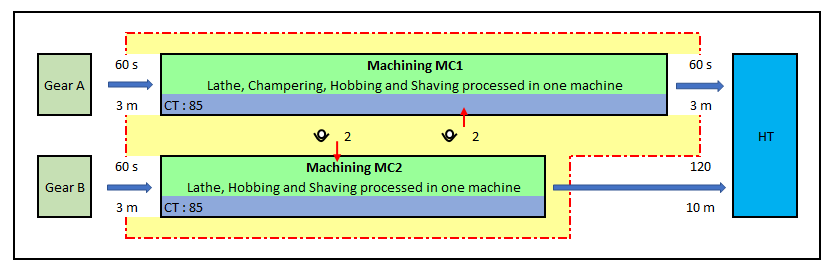 60 s
Machining MC1
60 s
Gear A
Lathe, Champering, Hobbing and Shaving processed in one machine
3 m
CT : 85
3 m
HT
2
2
60 s
Machining MC2
120
Gear B
Lathe, Hobbing and Shaving processed in one machine
3 m
CT : 85
10 m